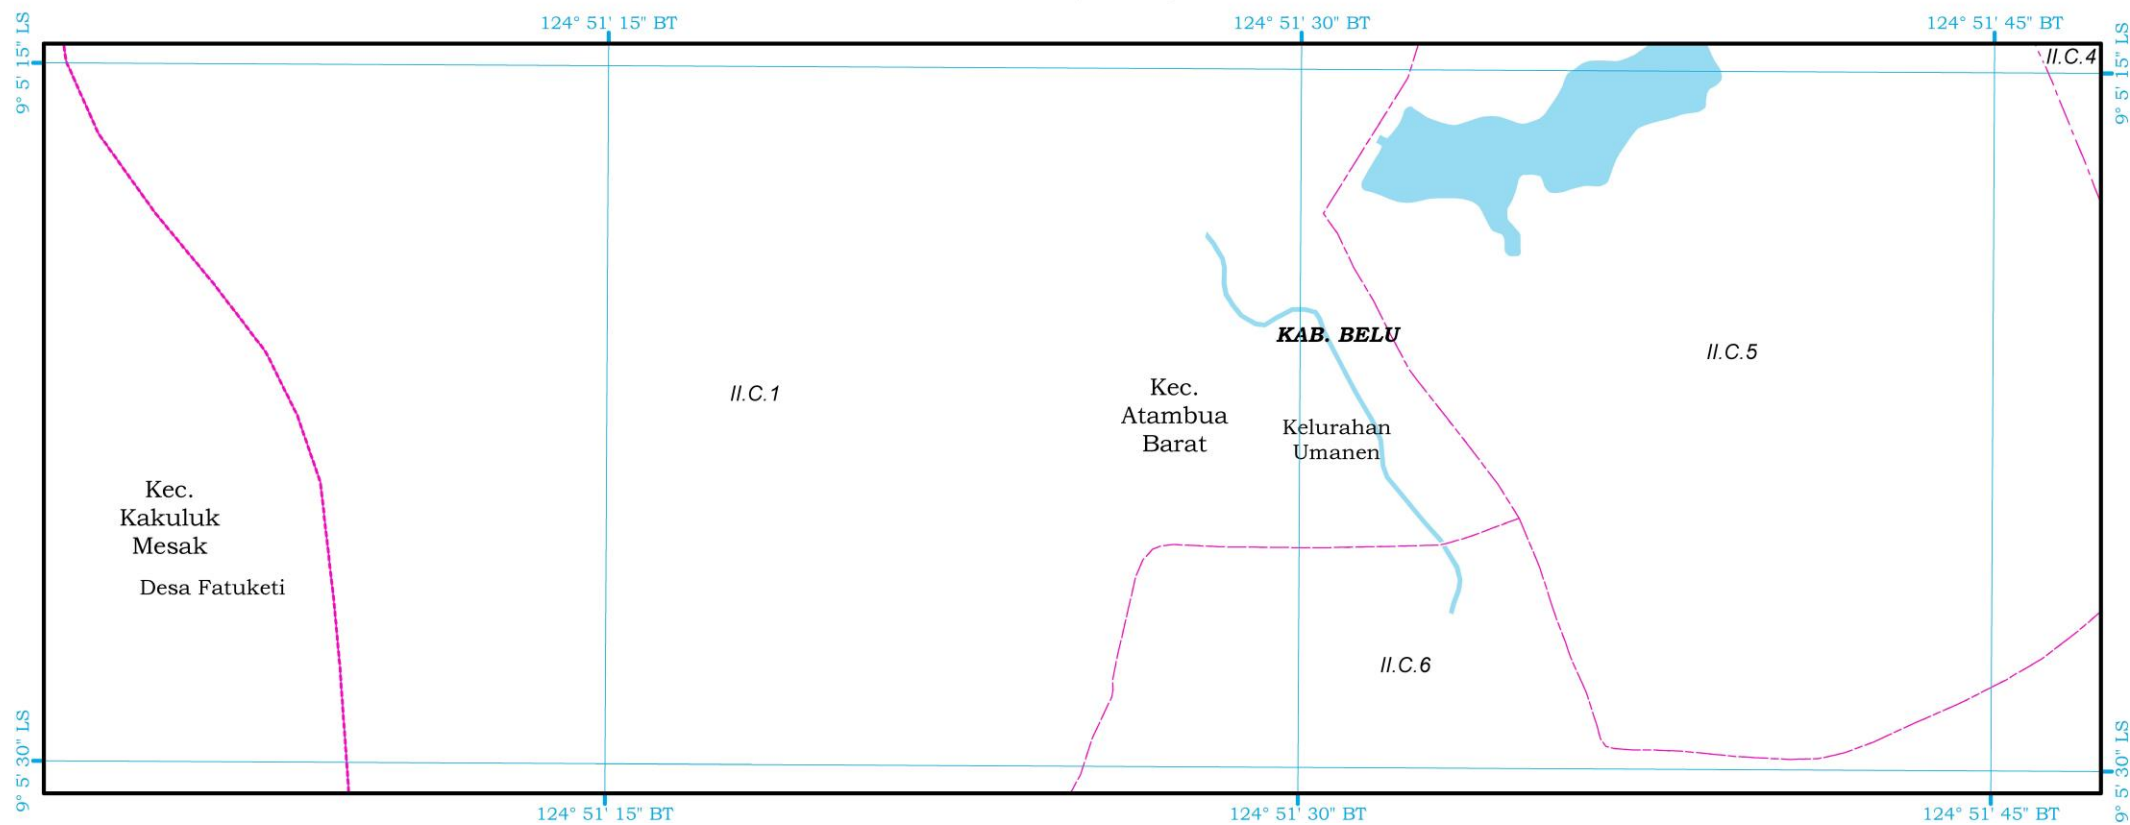 124° 51' 15" BT
124° 51' 30" BT
124° 51' 45" BT
9° 5' 15" LS
9° 5' 15" LS
II.C.4
KAB. BELU
II.C.5
II.C.1
Kec.
Atambua
Barat
Kelurahan
Umanen
Kec.
Kakuluk
Mesak
Desa Fatuketi
II.C.6
9° 5' 30" LS
9° 5' 30" LS
124° 51' 15" BT
124° 51' 30" BT
124° 51' 45" BT